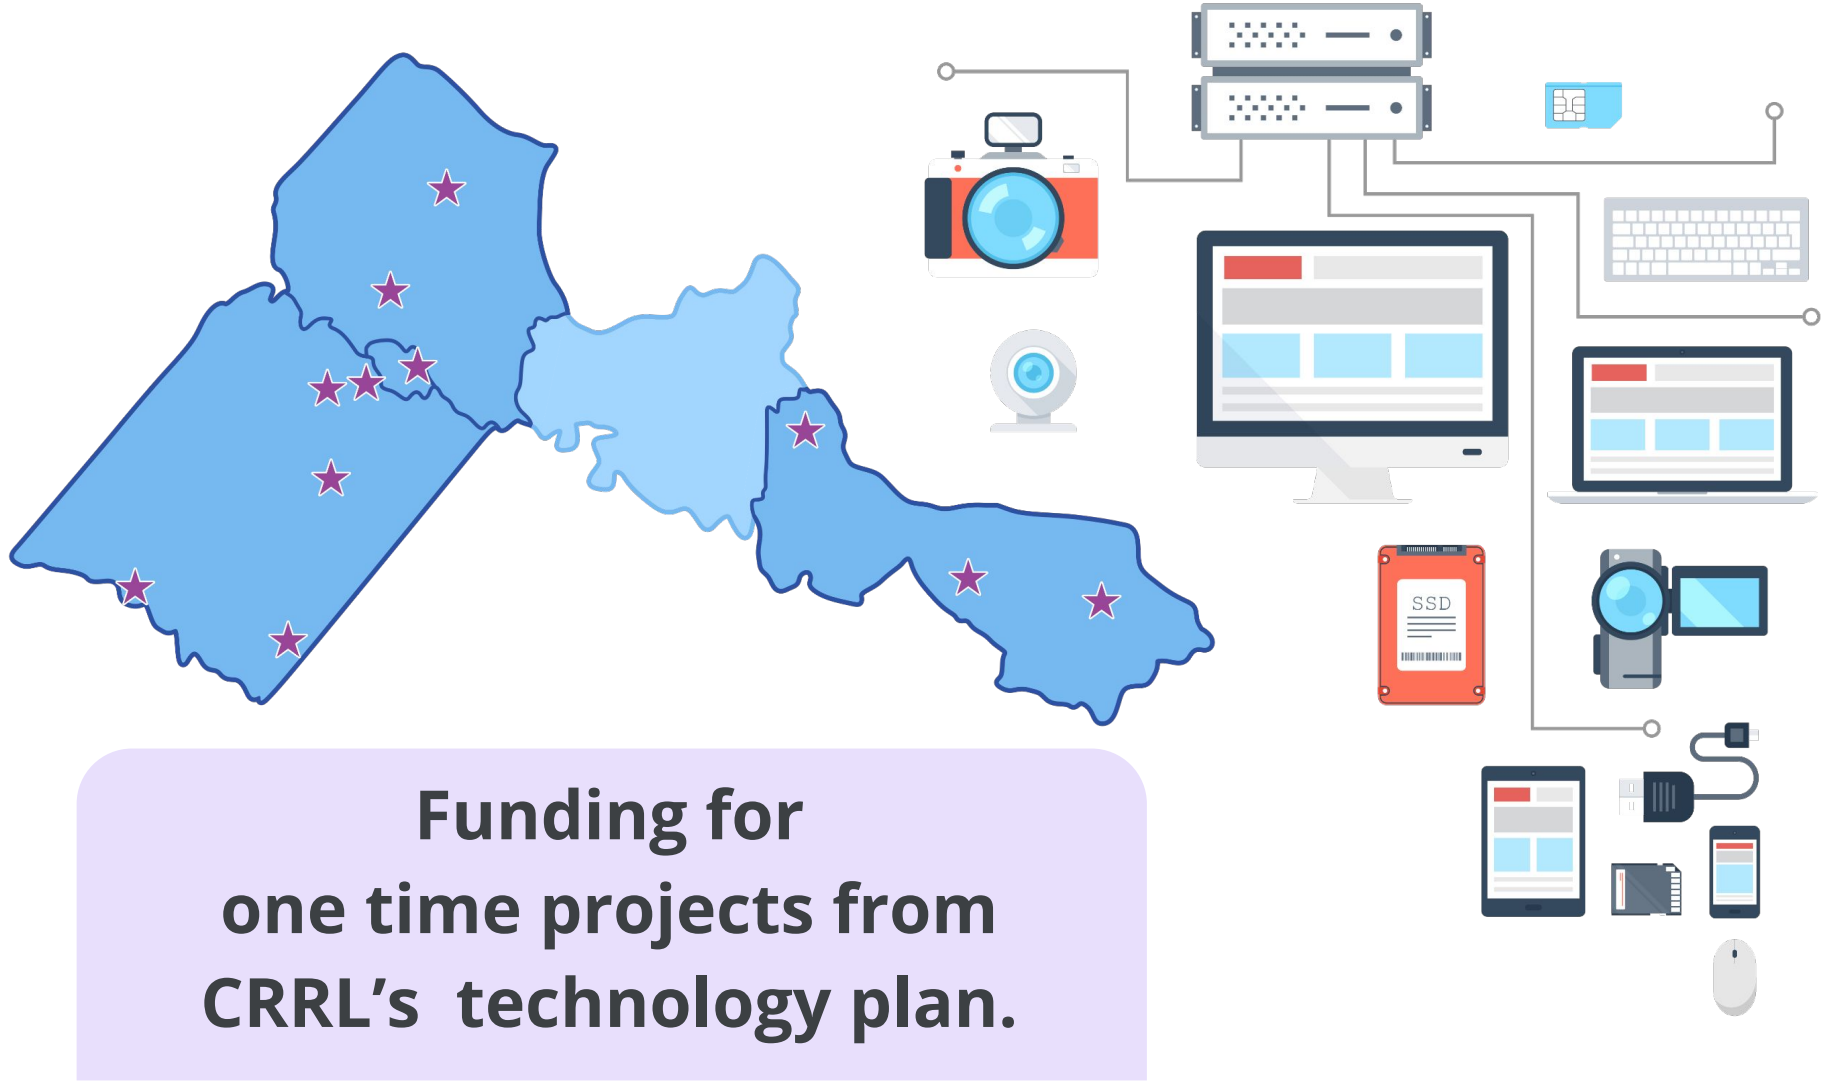 SSD
Funding for
one time projects from
CRRL’s  technology plan.